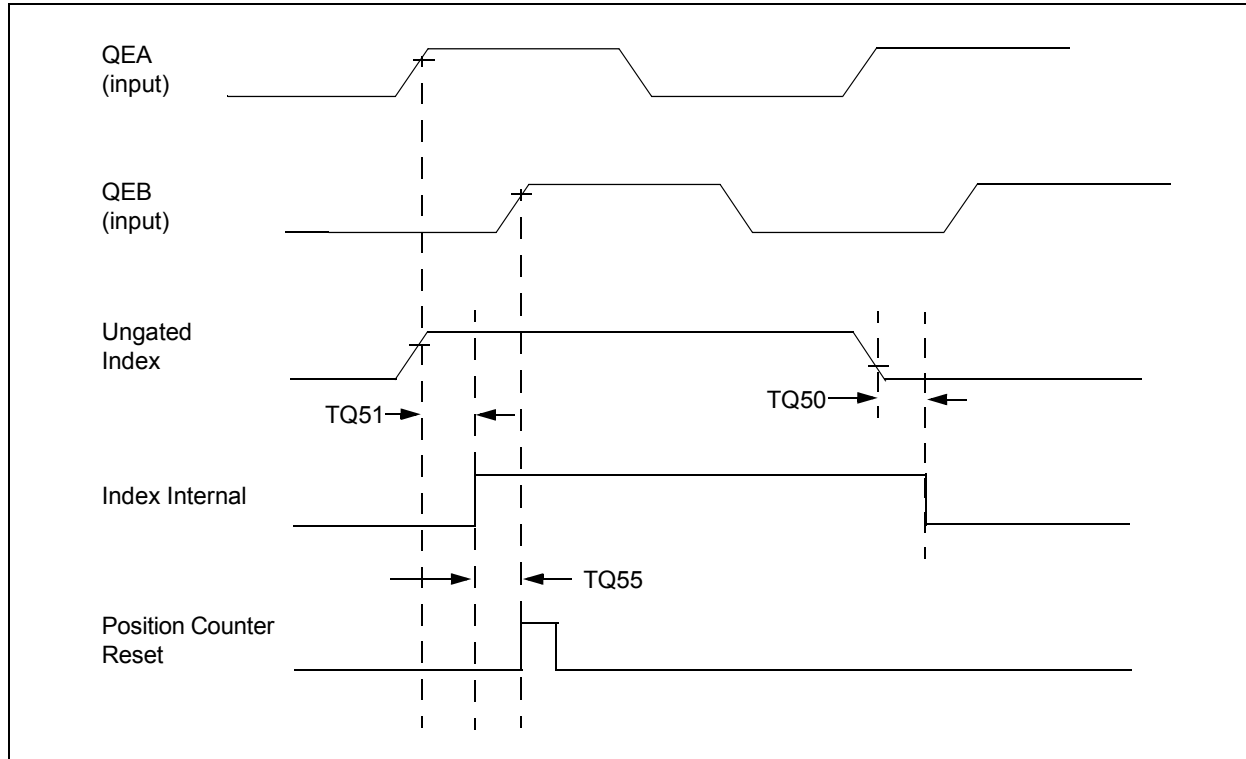 QEA
(input)
QEB
(input)
Ungated
Index
TQ51
TQ50
Index Internal
TQ55
Position Counter
Reset